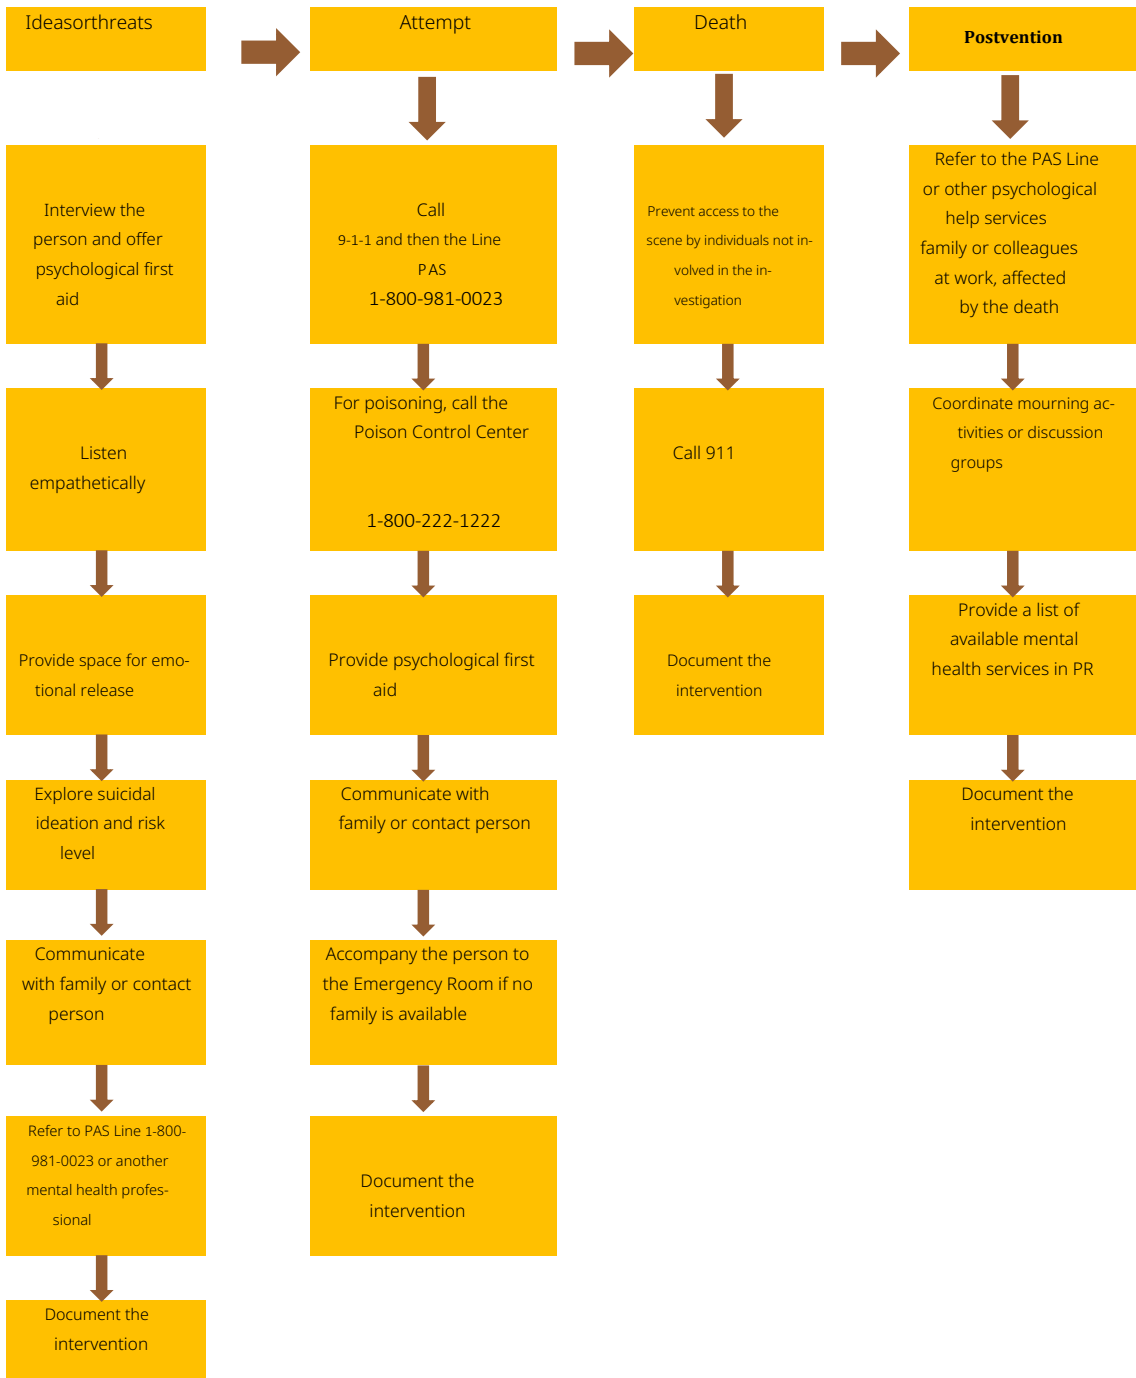 Ideasorthreats
Attempt
Death
Postvention
Interview the
person and offer
psychological first
aid
Call
9-1-1 and then the Line
PAS
1-800-981-0023
Prevent access to the
scene by individuals not in-
volved in the in-
vestigation
Refer to the PAS Line
or other psychological
help services
family or colleagues
at work, affected
by the death
Listen
empathetically
For poisoning, call the
Poison Control Center
1-800-222-1222
Call 911
Coordinate mourning ac-
tivities or discussion
groups
Provide space for emo-
tional release
Provide psychological first
aid
Document the
intervention
Provide a list of
available mental
health services in PR
Explore suicidal
ideation and risk
level
Communicate with
family or contact person
Document the
intervention
Communicate
with family or contact
person
Accompany the person to
the Emergency Room if no
family is available
Refer to PAS Line 1-800-
981-0023 or another
mental health profes-
sional
Document the
intervention
Document the
intervention